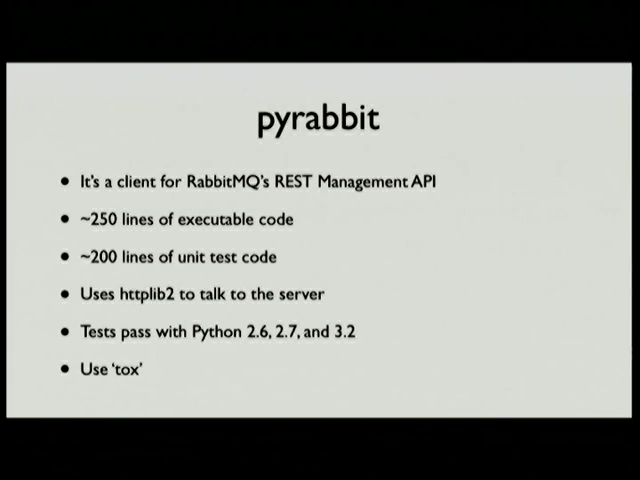 pyrabbit
• It's a client for RabbitMQ's REST Management API
• ~250 lines of executable code
• ~200 lines of unit test code
• Uses httplib2 to talk to the server
• Tests pass with Python 2.6, 2.7, and 3.2
• Use 'tox'